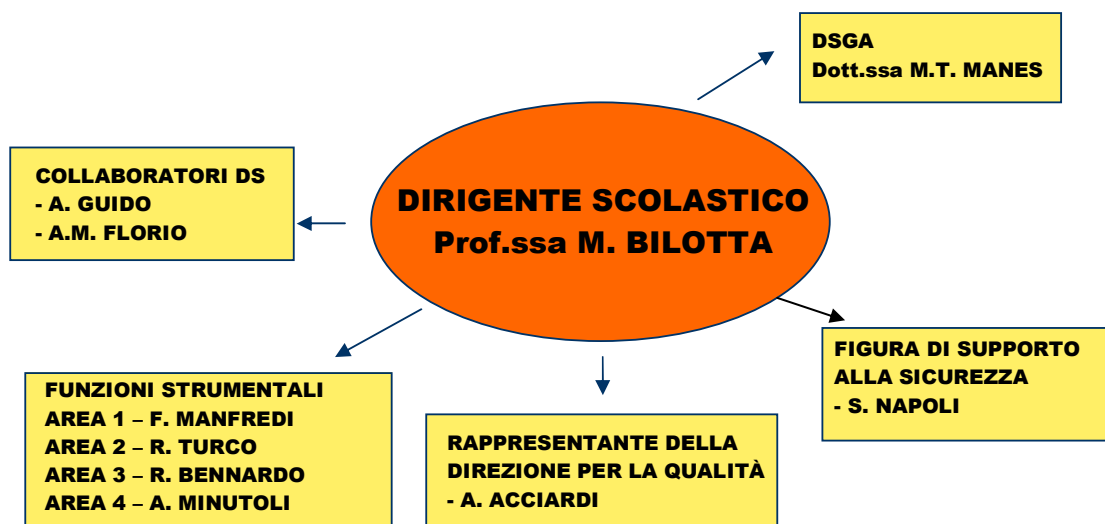 DSGA
Dott.ssa M.T. MANES
COLLABORATORI DS
- A. GUIDO
- A.M. FLORIO
DIRIGENTE SCOLASTICO
Prof.ssa M. BILOTTA
FIGURA DI SUPPORTO
ALLA SICUREZZA
- S. NAPOLI
FUNZIONI STRUMENTALI
AREA 1 – F. MANFREDI
AREA 2 – R. TURCO
AREA 3 – R. BENNARDO
AREA 4 – A. MINUTOLI
RAPPRESENTANTE DELLA
DIREZIONE PER LA QUALITÀ
- A. ACCIARDI